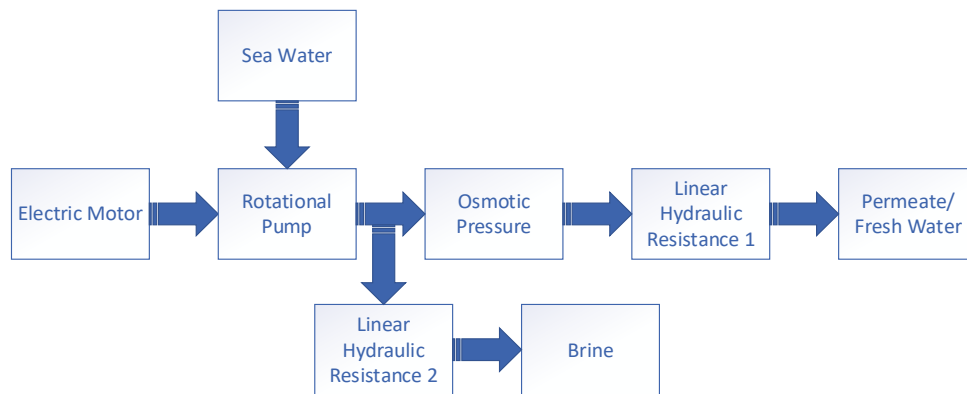 Sea Water
Electric Motor
Rotational
Pump
Osmotic
Pressure
Linear
Hydraulic
Resistance 1
Permeate/
Fresh Water
Linear
Hydraulic
Resistance 2
Brine